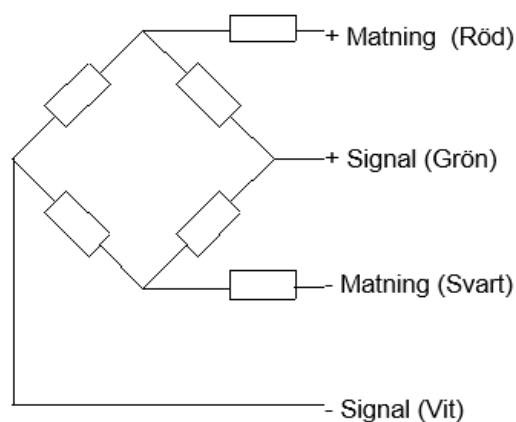 + Matning (Röd)
+ Signal (Grön)
- Matning (Svart)
- Signal (Vit)